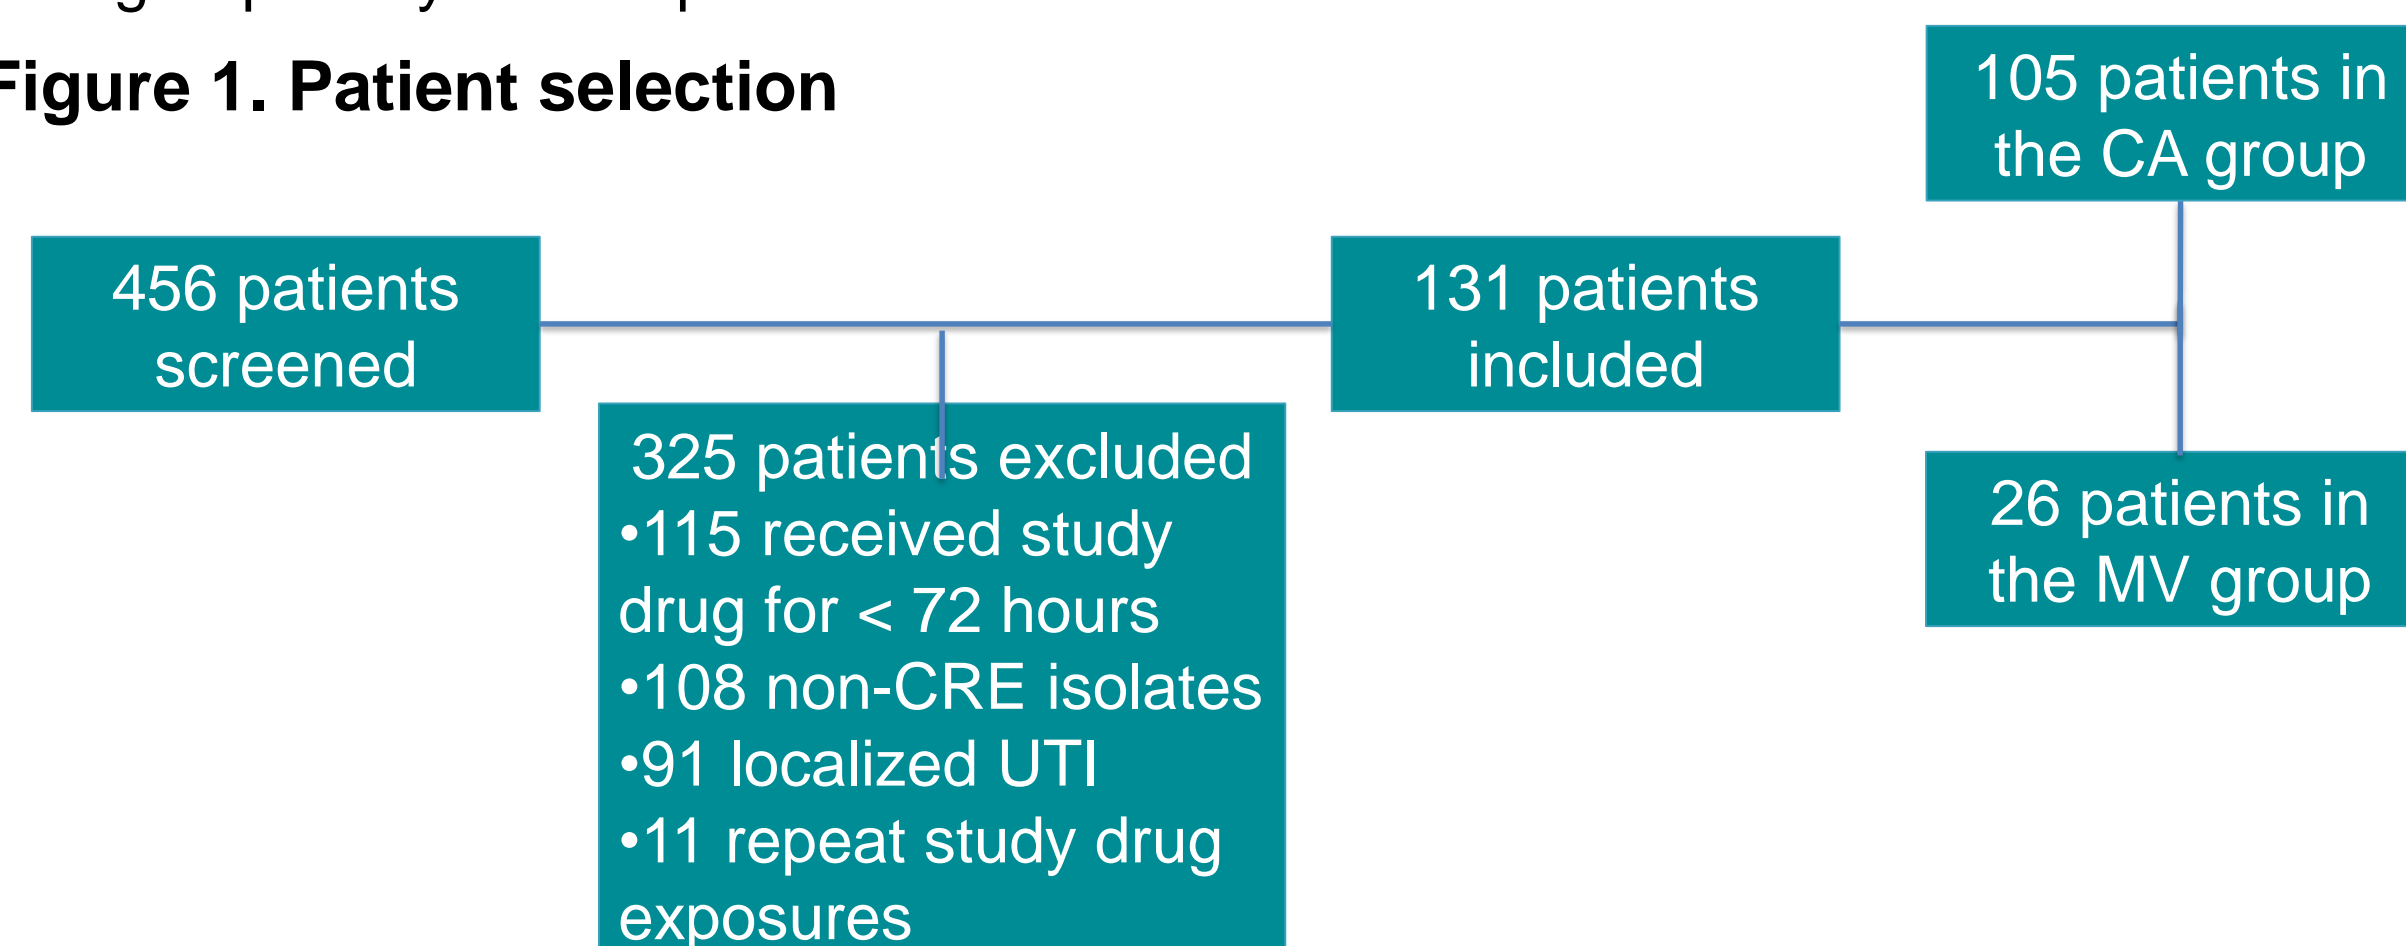 Figure 1. Patient selection
105 patients in
the CA group
456 patients
screened
131 patients
included
325 patients excluded
•115 received study
drug for < 72 hours
•108 non-CRE isolates
•91 localized UTI
•11 repeat study drug
exposures
26 patients in
the MV group